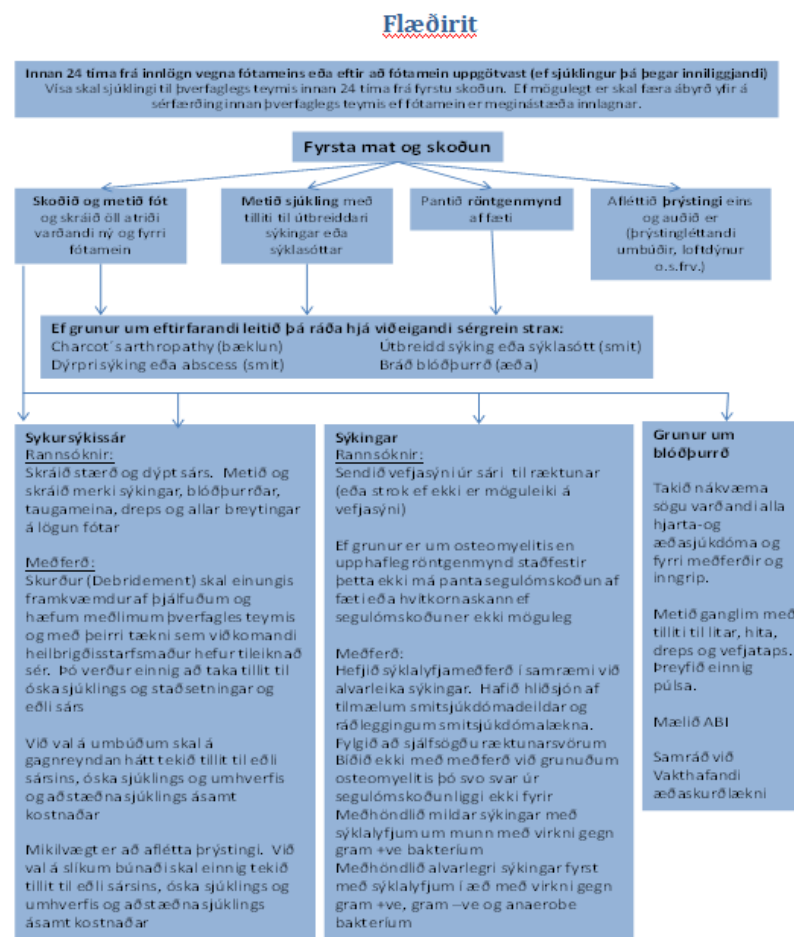 Flæðirit
Innan 24 tíma frá innlögn vegna fótameins eða eftir að fótamein uppgötvast (ef sjúklingur þá þegar inniliggjandi)
Vísa skal sjúklingi til þverfaglegs teymis innan 24 tíma frá fyrstu skoðun. Ef mögulegt er skal færa ábyrð yfir á
sérfærðing innan þverfaglegs teymis ef fótamein er meginástæða innlagnar.
Fyrsta mat og skoðun
Skoðið og metið fót
og skráið öll atriði
varðandi ný og fyrri
fótamein
Metið sjúkling með
tilliti til útbreiddari
sýkingar eða
sýklasóttar
Pantið röntgenmynd
af fæti
Afléttið þrýstingi eins
og auðið er
(þrýstingléttandi
umbúðir, loftdýnur
o.s.frv.)
Ef grunur um eftirfarandi leitið þá ráða hjá viðeigandi sérgrein strax:
Charcot´s arthropathy (bæklun)
Útbreidd sýking eða sýklasótt (smit)
Dýrpri sýking eða abscess (smit)
Bráð blóðþurrð (æða)
Sykursýkissár
Rannsóknir:
Skráið stærð og dýpt sárs. Metið og
skráið merki sýkingar, blóðþurrðar,
taugameina, dreps og allar breytingar
á lögun fótar
Meðferð:
Skurður (Debridement) skal einungis
framkvæmdur af þjálfuðum og
hæfum meðlimum þverfagles teymis
og með þeirri tækni sem viðkomandi
heilbrigðisstarfsmaður hefur tileiknað
sér. Þó verður einnig að taka tillit til
óska sjúklings og staðsetningar og
eðli sárs
Við val á umbúðum skal á
gagnreyndan hátt tekið tillit til eðli
sársins, óska sjúklings og umhverfis
og aðstæðna sjúklings ásamt
kostnaðar
Mikilvægt er að aflétta þrýstingi. Við
val á slíkum búnaði skal einnig tekið
tillit til eðli sársins, óska sjúklings og
umhverfis og aðstæðna sjúklings
ásamt kostnaðar
Sýkingar
Rannsóknir:
Sendið vefjasýni úr sári til ræktunar
(eða strok ef ekki er möguleiki á
vefjasýni)
Ef grunur er um osteomyelitis en
upphafleg röntgenmynd staðfestir
þetta ekki má panta segulómskoðun af
fæti eða hvítkornaskann ef
segulómskoðun er ekki möguleg
Meðferð:
Hefjið sýklalyfjameðferð í samræmi við
alvarleika sýkingar. Hafið hliðsjón af
tilmælum smitsjúkdómadeildar og
ráðleggingum smitsjúkdómalækna.
Fylgið að sjálfsögðu ræktunarsvörum
Bíðið ekki með meðferð við grunuðum
osteomyelitis þó svo svar úr
segulómskoðun liggi ekki fyrir
Meðhöndlið mildar sýkingar með
sýklalyfjum um munn með virkni gegn
gram +ve bakteríum
Meðhöndlið alvarlegri sýkingar fyrst
með sýklalyfjum í æð með virkni gegn
gram +ve, gram –ve og anaerobe
bakteríum
Grunur um
blóðþurrð
Takið nákvæma
sögu varðandi alla
hjarta-og
æðasjúkdóma og
fyrri meðferðir og
inngrip.
Metið ganglim með
tilliti til litar, hita,
dreps og vefjataps.
Þreyfið einnig
púlsa.
Mælið ABI
Samráð við
Vakthafandi
æðaskurðlækni